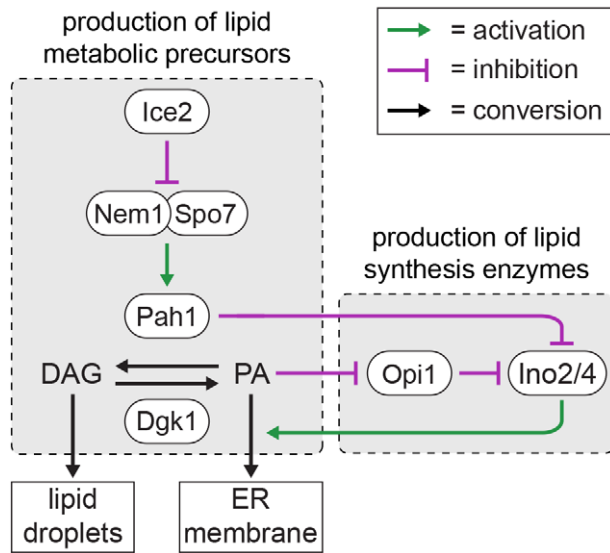 production of lipid
metabolic precursors
= activation
= inhibition
= conversion
Ice2
Nem1 Spo7
production of lipid
synthesis enzymes
Pah1
DAG
PA
Opi1
Ino2/4
Dgk1
lipid
droplets
ER
membrane